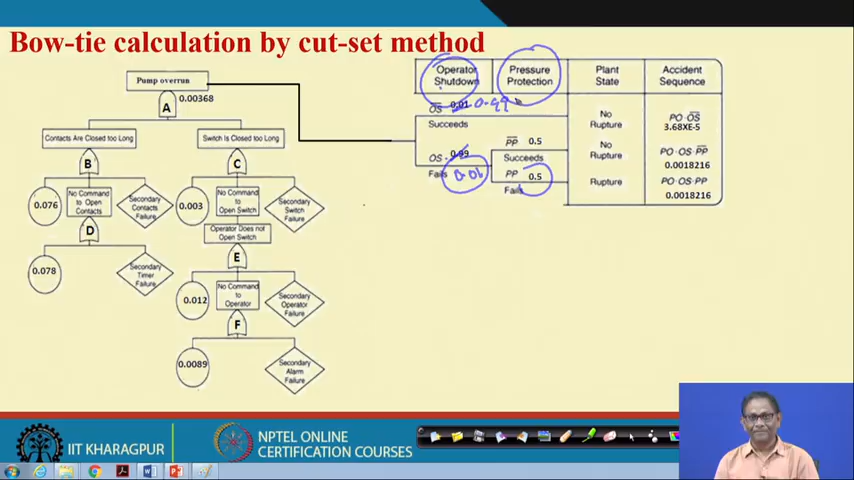 Bow-tie calculation by cut-set method
Pump overrun
0.00368
A
Contacts Are Closed too Long
Switch Is Closed too Long
B
C
0.076
No Command to Open Contacts
Secondary Contacts Failure
0.003
No Command to Open Switch
Secondary Switch Failure
D
Operator Does not Open Switch
0.078
Secondary Timer Failure
E
0.012
No Command to Operator
Secondary Operator Failure
F
0.0089
Secondary Alarm Failure
Operator Shutdown
Pressure Protection
Plant State
Accident Sequence
O̅S̅ 0.01 0.99
Succeeds
No Rupture
PO·O̅S̅
3.68XE-5
OS - 0.99
Fails 0.01
P̅P̅ 0.5
Succeeds
No Rupture
PO·OS·P̅P̅
0.0018216
PP 0.5
Fails
Rupture
PO·OS·PP
0.0018216
IIT KHARAGPUR
NPTEL ONLINE
CERTIFICATION COURSES